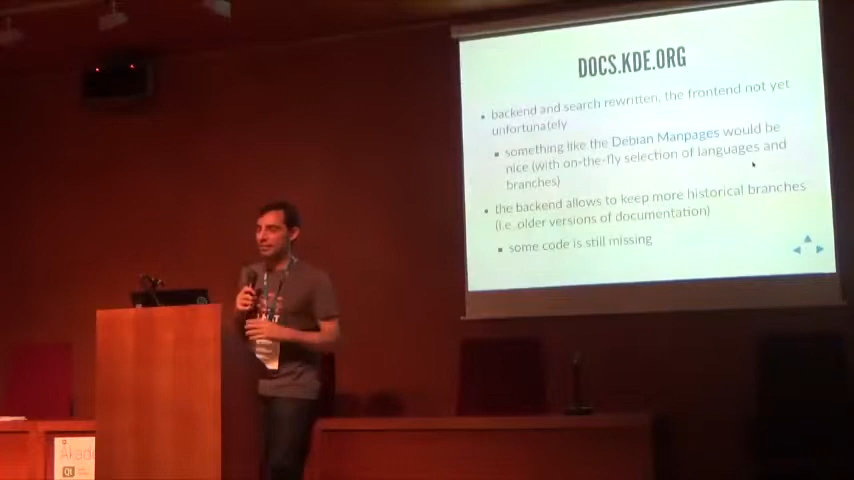 DOCS.KDE.ORG
backend and search rewritten, the frontend not yet
unfortunately
something like the Debian Manpages would be
nice (with on-the-fly selection of languages and
branches)
the backend allows to keep more historical branches
(i.e. older versions of documentation)
some code is still missing
Akade
Qt